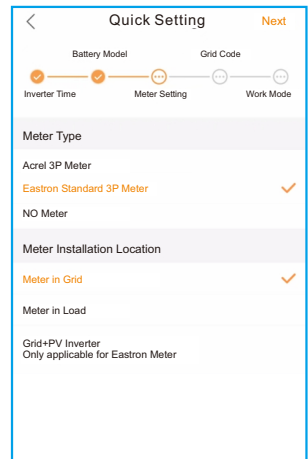 Quick Setting
Next
Battery Model
Grid Code
Inverter Time
Meter Setting
Work Mode
Meter Type
Acrel 3P Meter
Eastron Standard 3P Meter
NO Meter
Meter Installation Location
Meter in Grid
Meter in Load
Grid+PV Inverter
Only applicable for Eastron Meter